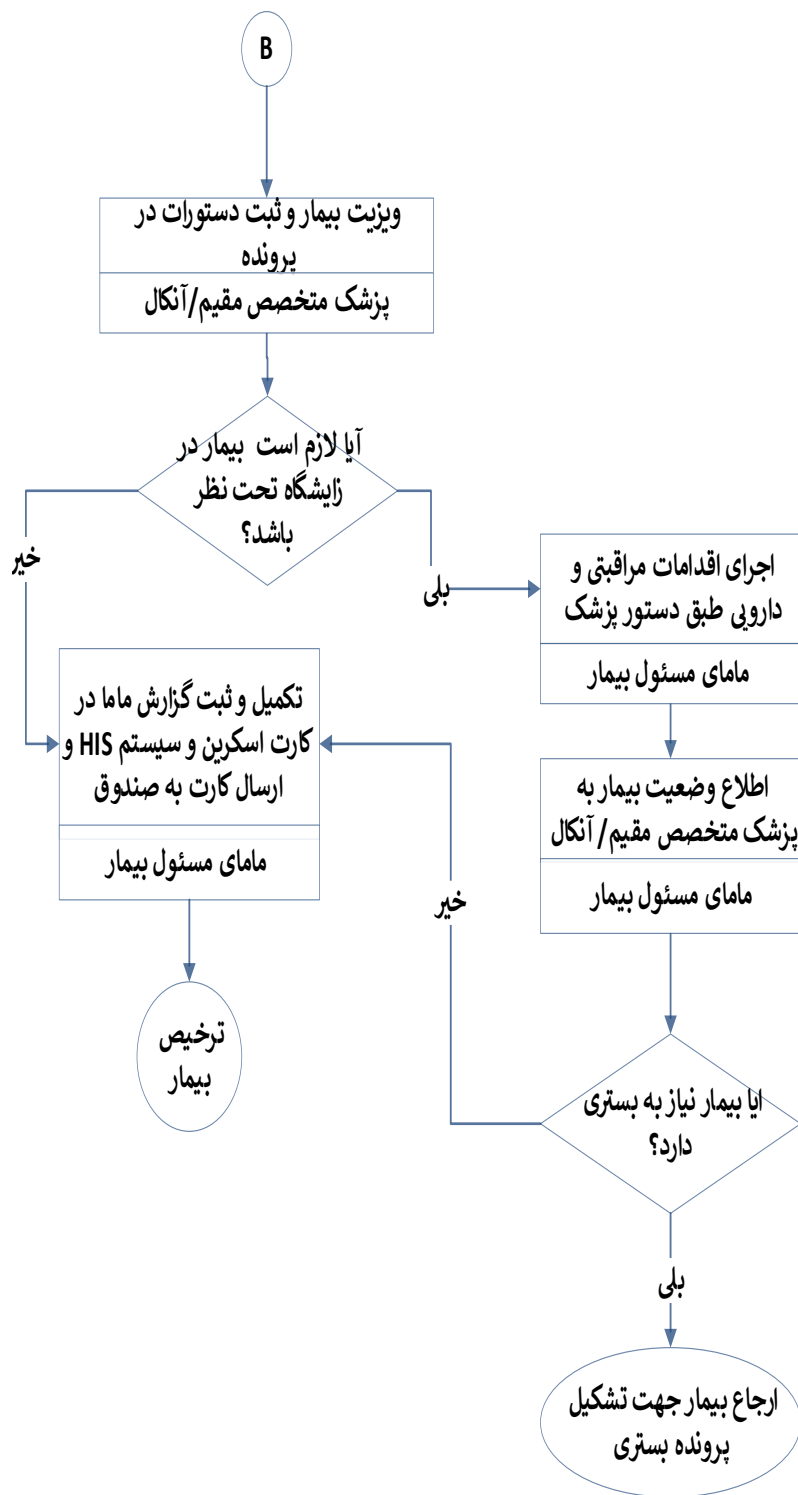 B
ویزیت بیمار و ثبت دستورات در
پرونده
پزشک متخصص مقیم/آنکال
آیا لازم است بیمار در
زایشگاه تحت نظر
باشد؟
خیر
بلی
اجرای اقدامات مراقبتی و
دارویی طبق دستور پزشک
مامای مسئول بیمار
تکمیل و ثبت گزارش ماما در
کارت اسکرین و سیستم HIS و
ارسال کارت به صندوق
مامای مسئول بیمار
اطلاع وضعیت بیمار به
پزشک متخصص مقیم/ آنکال
مامای مسئول بیمار
خیر
ترخیص
بیمار
ایا بیمار نیاز به بستری
دارد؟
بلی
ارجاع بیمار جهت تشکیل
پرونده بستری